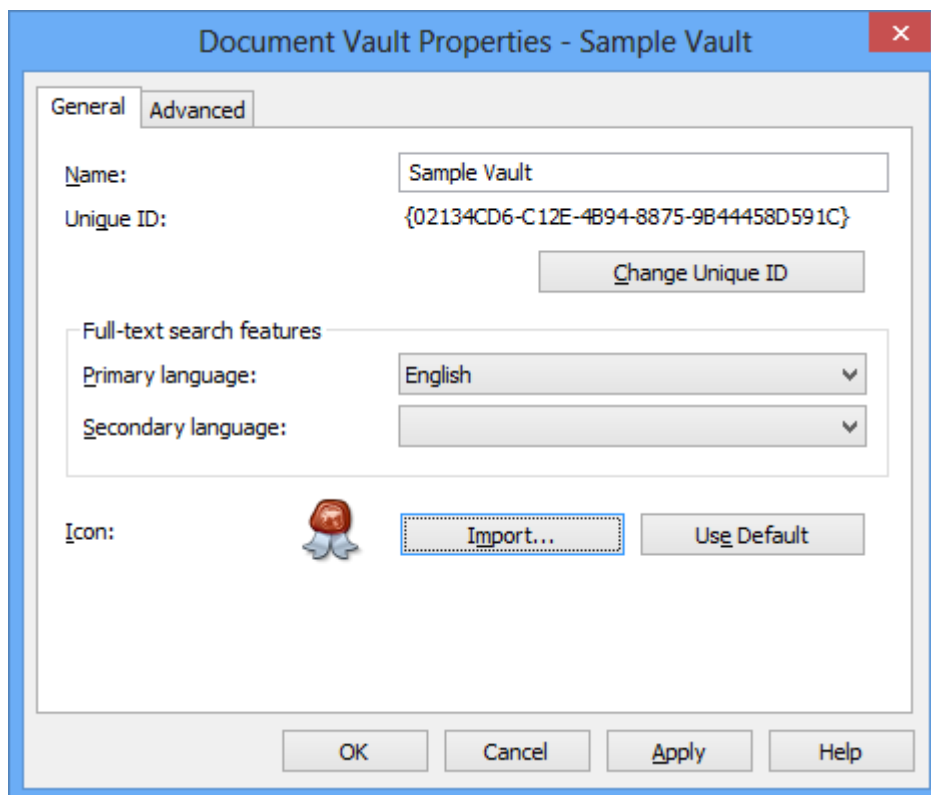 Document Vault Properties - Sample Vault
General
Advanced
Name:
Sample Vault
Unique ID:
{02134CD6-C12E-4B94-8875-9B44458D591C}
Change Unique ID
Full-text search features
Primary language:
English
Secondary language:
Icon:
Import...
Use Default
OK
Cancel
Apply
Help